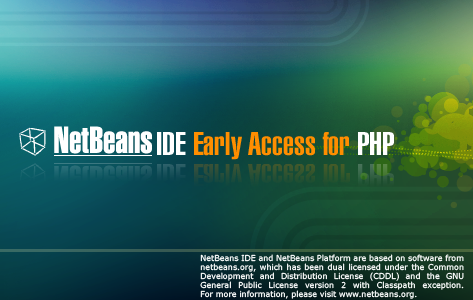 NetBeans IDE Early Access for PHP
NetBeans IDE and NetBeans Platform are based on software from
netbeans.org, which has been dual licensed under the Common
Development and Distribution License (CDDL) and the GNU
General Public License version 2 with Classpath exception.
For more information, please visit www.netbeans.org.